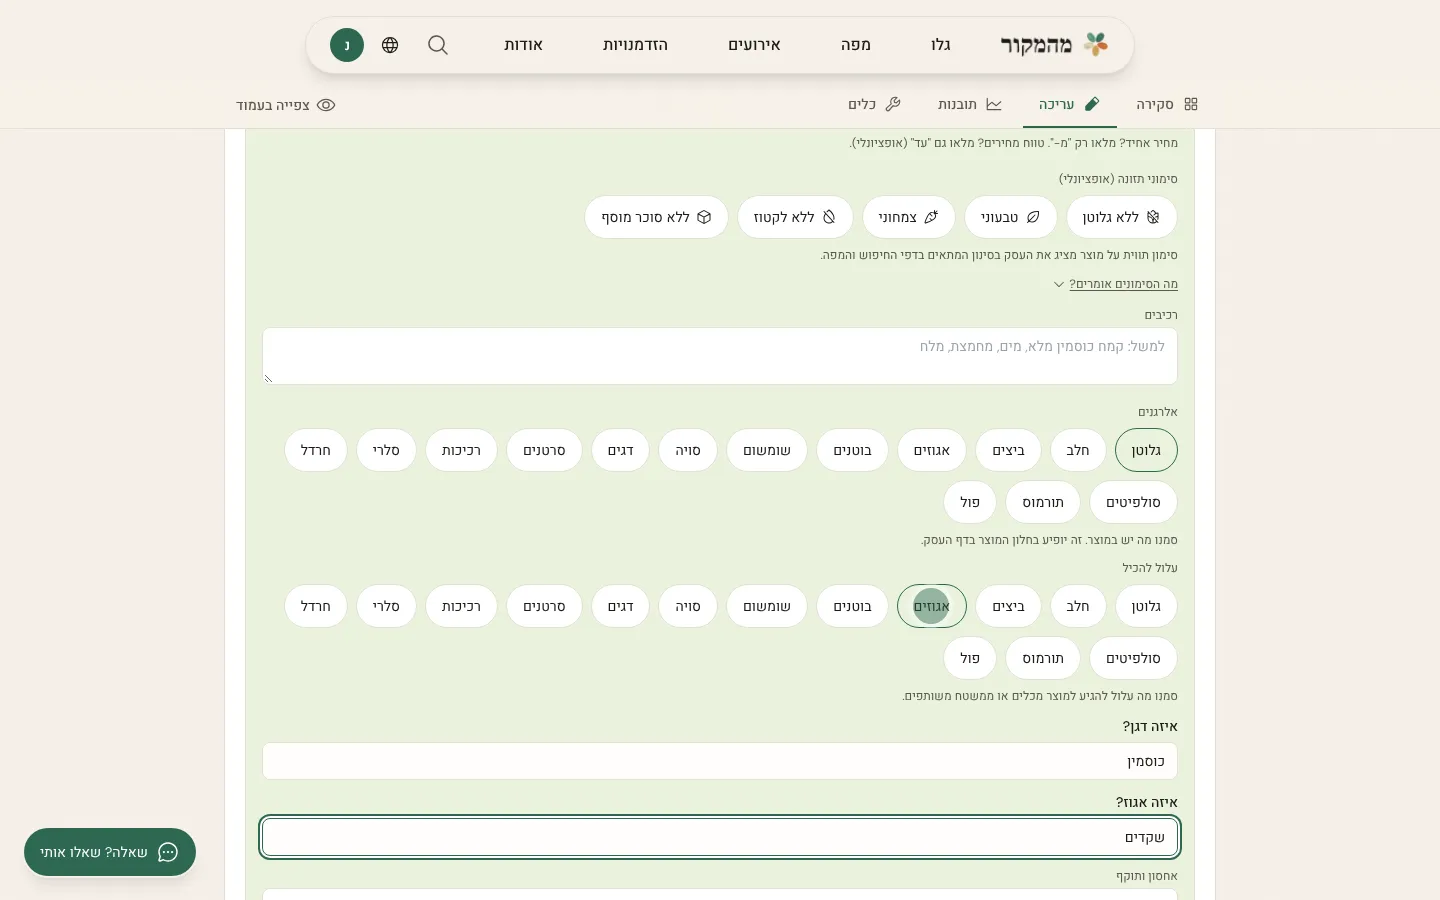 מהמקור
גלו
מפה
אירועים
הזדמנויות
אודות
נ
סקירה
עריכה
תובנות
כלים
צפייה בעמוד
מחיר אחיד? מלאו רק "מ-". טווח מחירים? מלאו גם "עד" (אופציונלי).
סימוני תזונה (אופציונלי)
ללא גלוטן
טבעוני
צמחוני
ללא לקטוז
ללא סוכר מוסף
סימון תווית על מוצר מציג את העסק בסינון המתאים בדפי החיפוש והמפה.
מה הסימונים אומרים?
רכיבים
למשל: קמח כוסמין מלא, מים, מחמצת, מלח
אלרגנים
גלוטן
חלב
ביצים
אגוזים
בוטנים
שומשום
סויה
דגים
סרטנים
רכיכות
סלרי
חרדל
סולפיטים
תורמוס
פול
סמנו מה יש במוצר. זה יופיע בחלון המוצר בדף העסק.
עלול להכיל
גלוטן
חלב
ביצים
אגוזים
בוטנים
שומשום
סויה
דגים
סרטנים
רכיכות
סלרי
חרדל
סולפיטים
תורמוס
פול
סמנו מה עלול להגיע למוצר מכלים או ממשטח משותפים.
איזה דגן?
כוסמין
איזה אגוז?
שקדים
אחסון ותוקף
שאלה? שאלו אותי